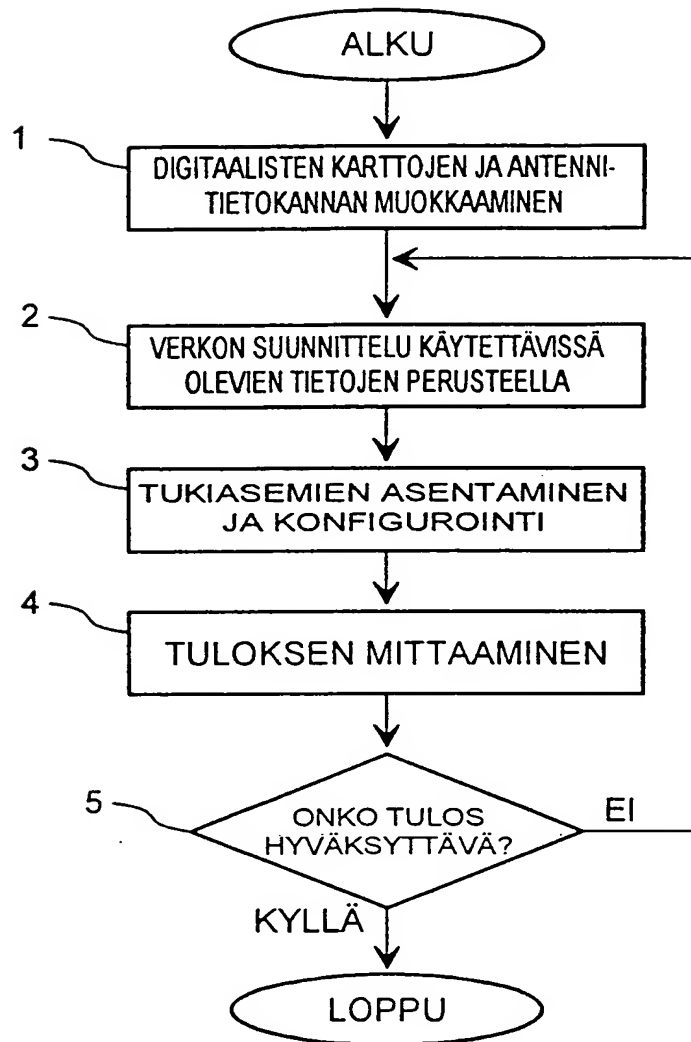 ALKU
1
DIGITAALISTEN KARTTOJEN JA ANTENNI-
TIETOKANNAN MUOKKAAMINEN
2
VERKON SUUNNITTELU KÄYTETTÄVISSÄ
OLEVIEN TIETOJEN PERUSTEELLA
3
TUKIASEMIEN ASENTAMINEN
JA KONFIGUROINTI
4
TULOKSEN MITTAAMINEN
5
ONKO TULOS
HYVÄKSYTTÄVÄ?
EI
KYLLÄ
LOPPU